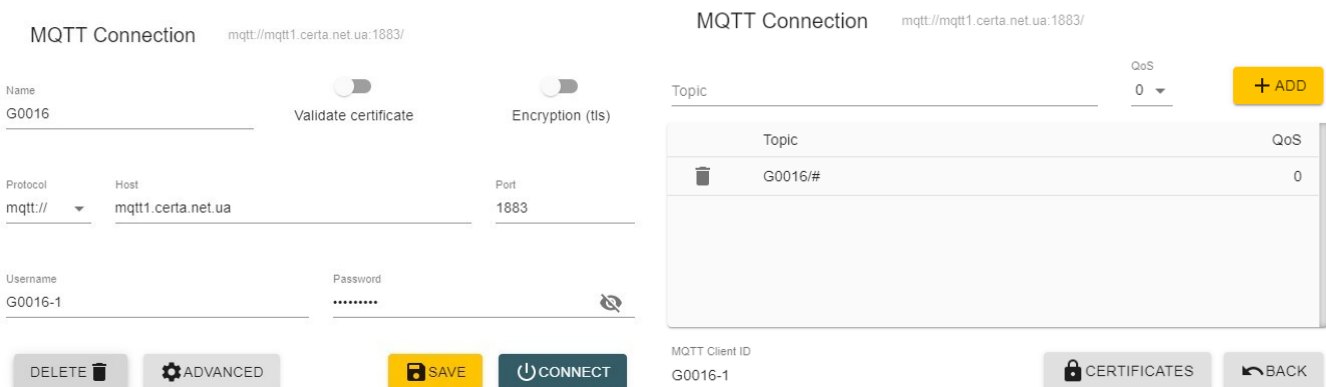 MQTT Connection mqtt://mqtt1.certa.net.ua:1883/
Name
G0016
Validate certificate
Encryption (tls)
Protocol Host Port
mqtt:// mqtt1.certa.net.ua 1883
Username Password
G0016-1 •••••••••
DELETE ADVANCED SAVE CONNECT
MQTT Connection mqtt://mqtt1.certa.net.ua:1883/
QoS
Topic 0 + ADD
Topic QoS
G0016/# 0
MQTT Client ID
G0016-1
CERTIFICATES BACK